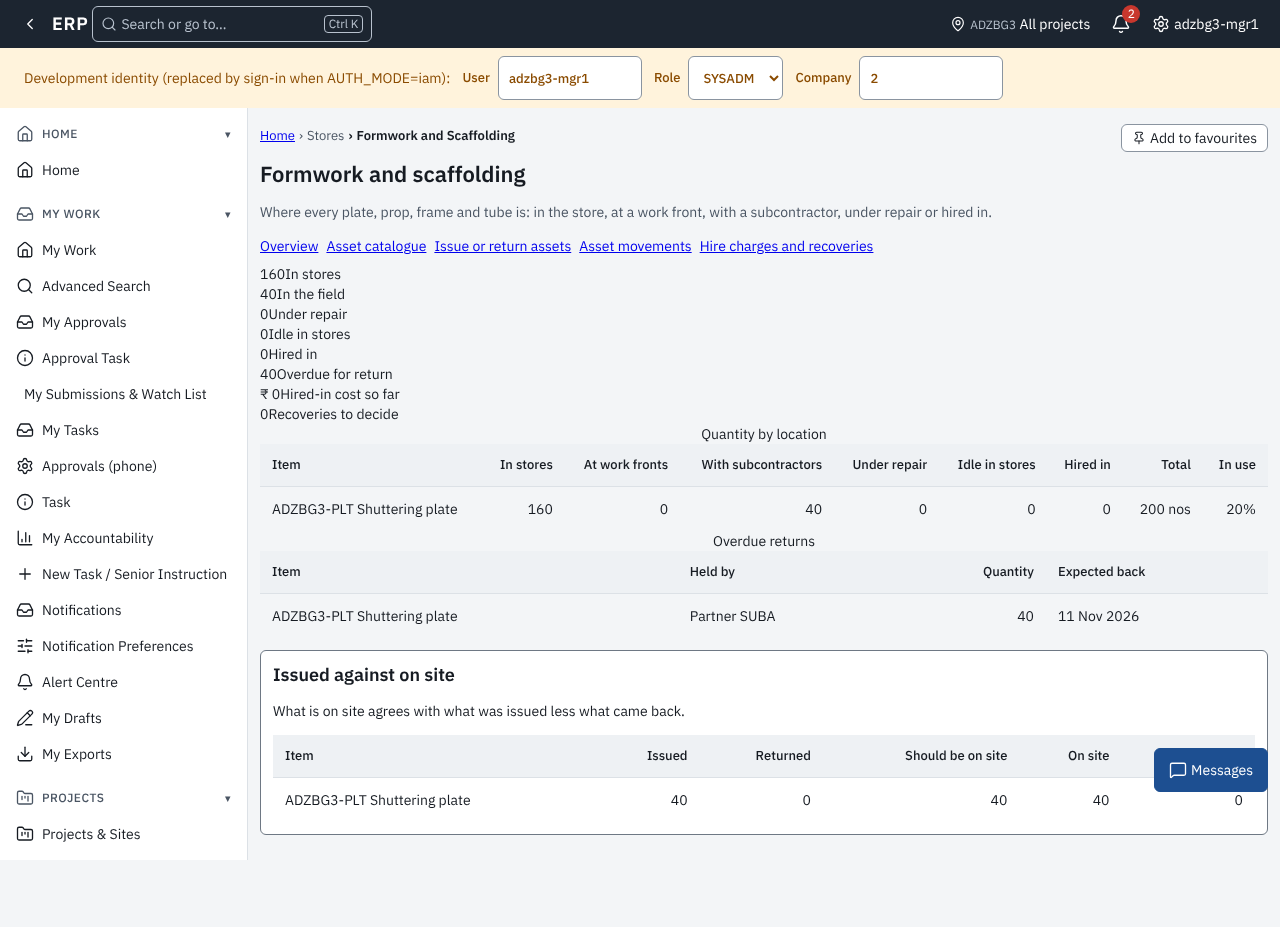 ERP Search or go to... Ctrl K ADZBG3 All projects 2 adzbg3-mgr1
Development identity (replaced by sign-in when AUTH_MODE=iam): User adzbg3-mgr1 Role SYSADM Company 2
HOME
Home
MY WORK
My Work
Advanced Search
My Approvals
Approval Task
My Submissions & Watch List
My Tasks
Approvals (phone)
Task
My Accountability
New Task / Senior Instruction
Notifications
Notification Preferences
Alert Centre
My Drafts
My Exports
PROJECTS
Projects & Sites
Home › Stores › Formwork and Scaffolding
Add to favourites
Formwork and scaffolding
Where every plate, prop, frame and tube is: in the store, at a work front, with a subcontractor, under repair or hired in.
Overview Asset catalogue Issue or return assets Asset movements Hire charges and recoveries
160In stores
40In the field
0Under repair
0Idle in stores
0Hired in
40Overdue for return
₹ 0Hired-in cost so far
0Recoveries to decide
Quantity by location
Item In stores At work fronts With subcontractors Under repair Idle in stores Hired in Total In use
ADZBG3-PLT Shuttering plate 160 0 40 0 0 0 200 nos 20%
Overdue returns
Item Held by Quantity Expected back
ADZBG3-PLT Shuttering plate Partner SUBA 40 11 Nov 2026
Issued against on site
What is on site agrees with what was issued less what came back.
Item Issued Returned Should be on site On site
Messages
ADZBG3-PLT Shuttering plate 40 0 40 40 0